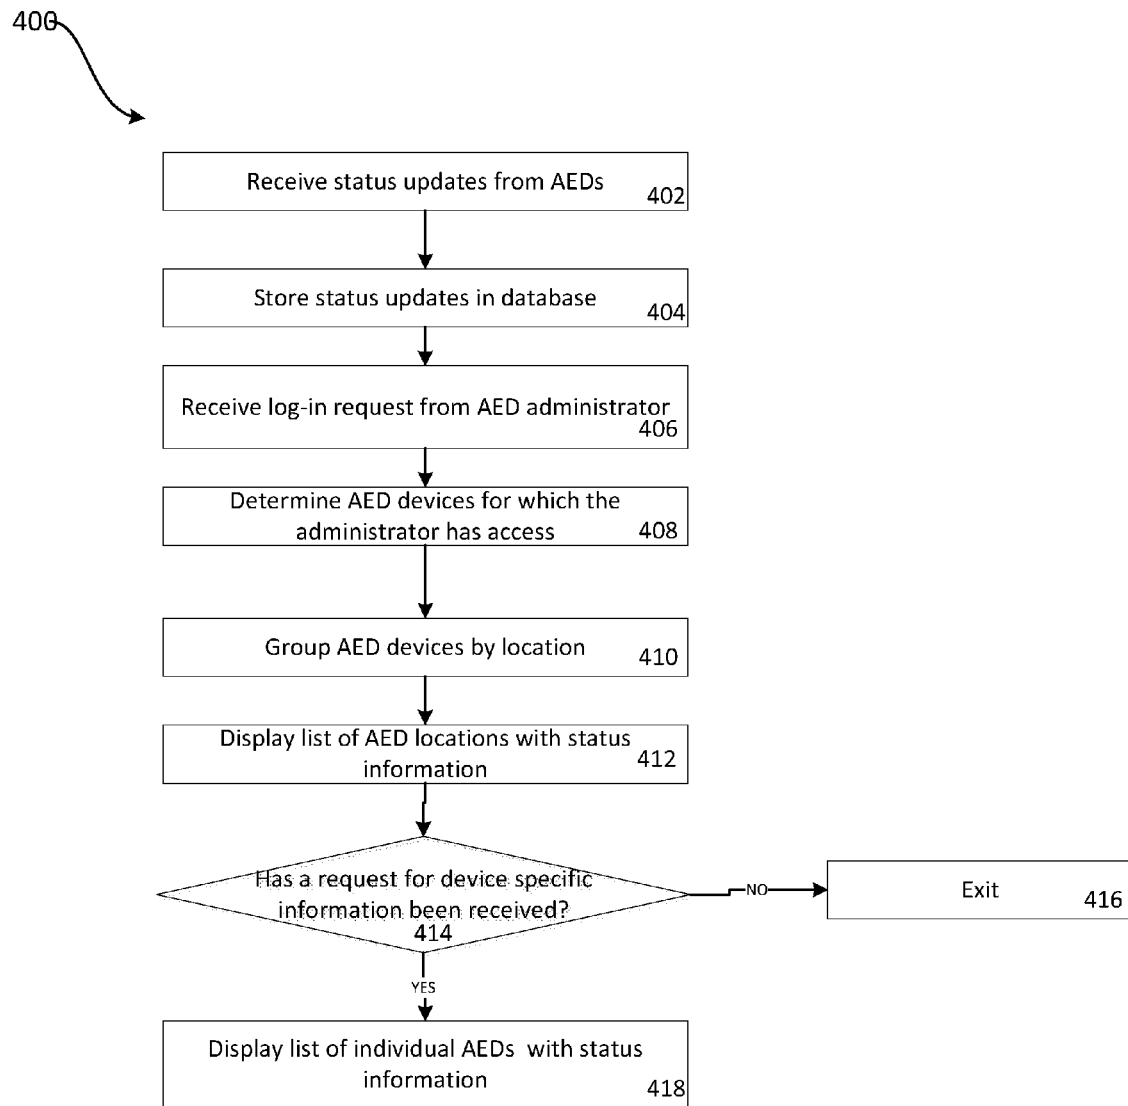 400
Receive status updates from AEDs
402
Store status updates in database
404
Receive log-in request from AED administrator
406
Determine AED devices for which the
administrator has access
408
Group AED devices by location
410
Display list of AED locations with status
information
412
Has a request for device specific
information been received?
414
NO
Exit
416
YES
Display list of individual AEDs with status
information
418